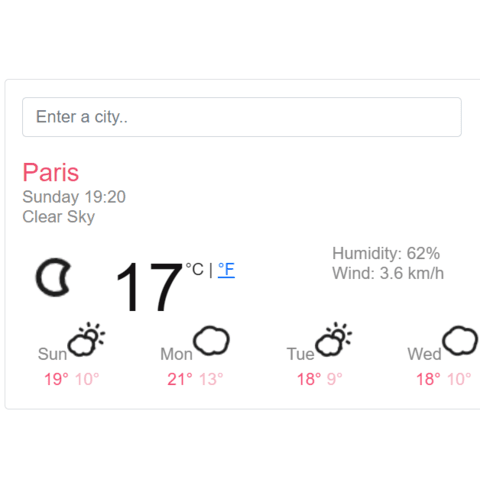 Enter a city..
Paris
Sunday 19:20
Clear Sky
17 °C | °F
Humidity: 62%
Wind: 3.6 km/h
Sun Mon Tue Wed
19° 10° 21° 13° 18° 9° 18° 10°